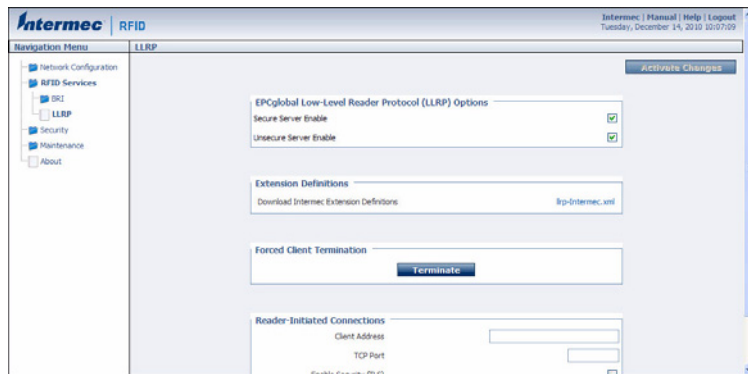 Intermec | RFID
Intermec | Manual | Help | Logout
Tuesday, December 14, 2010 10:07:09
Navigation Menu
LLRP
Network Configuration
RFID Services
BRI
LLRP
Security
Maintenance
About
Activate Changes
EPCglobal Low-Level Reader Protocol (LLRP) Options
Secure Server Enable
Unsecure Server Enable
Extension Definitions
Download Intermec Extension Definitions
llrp-intermec.xml
Forced Client Termination
Terminate
Reader-Initiated Connections
Client Address
TCP Port
Enable Security